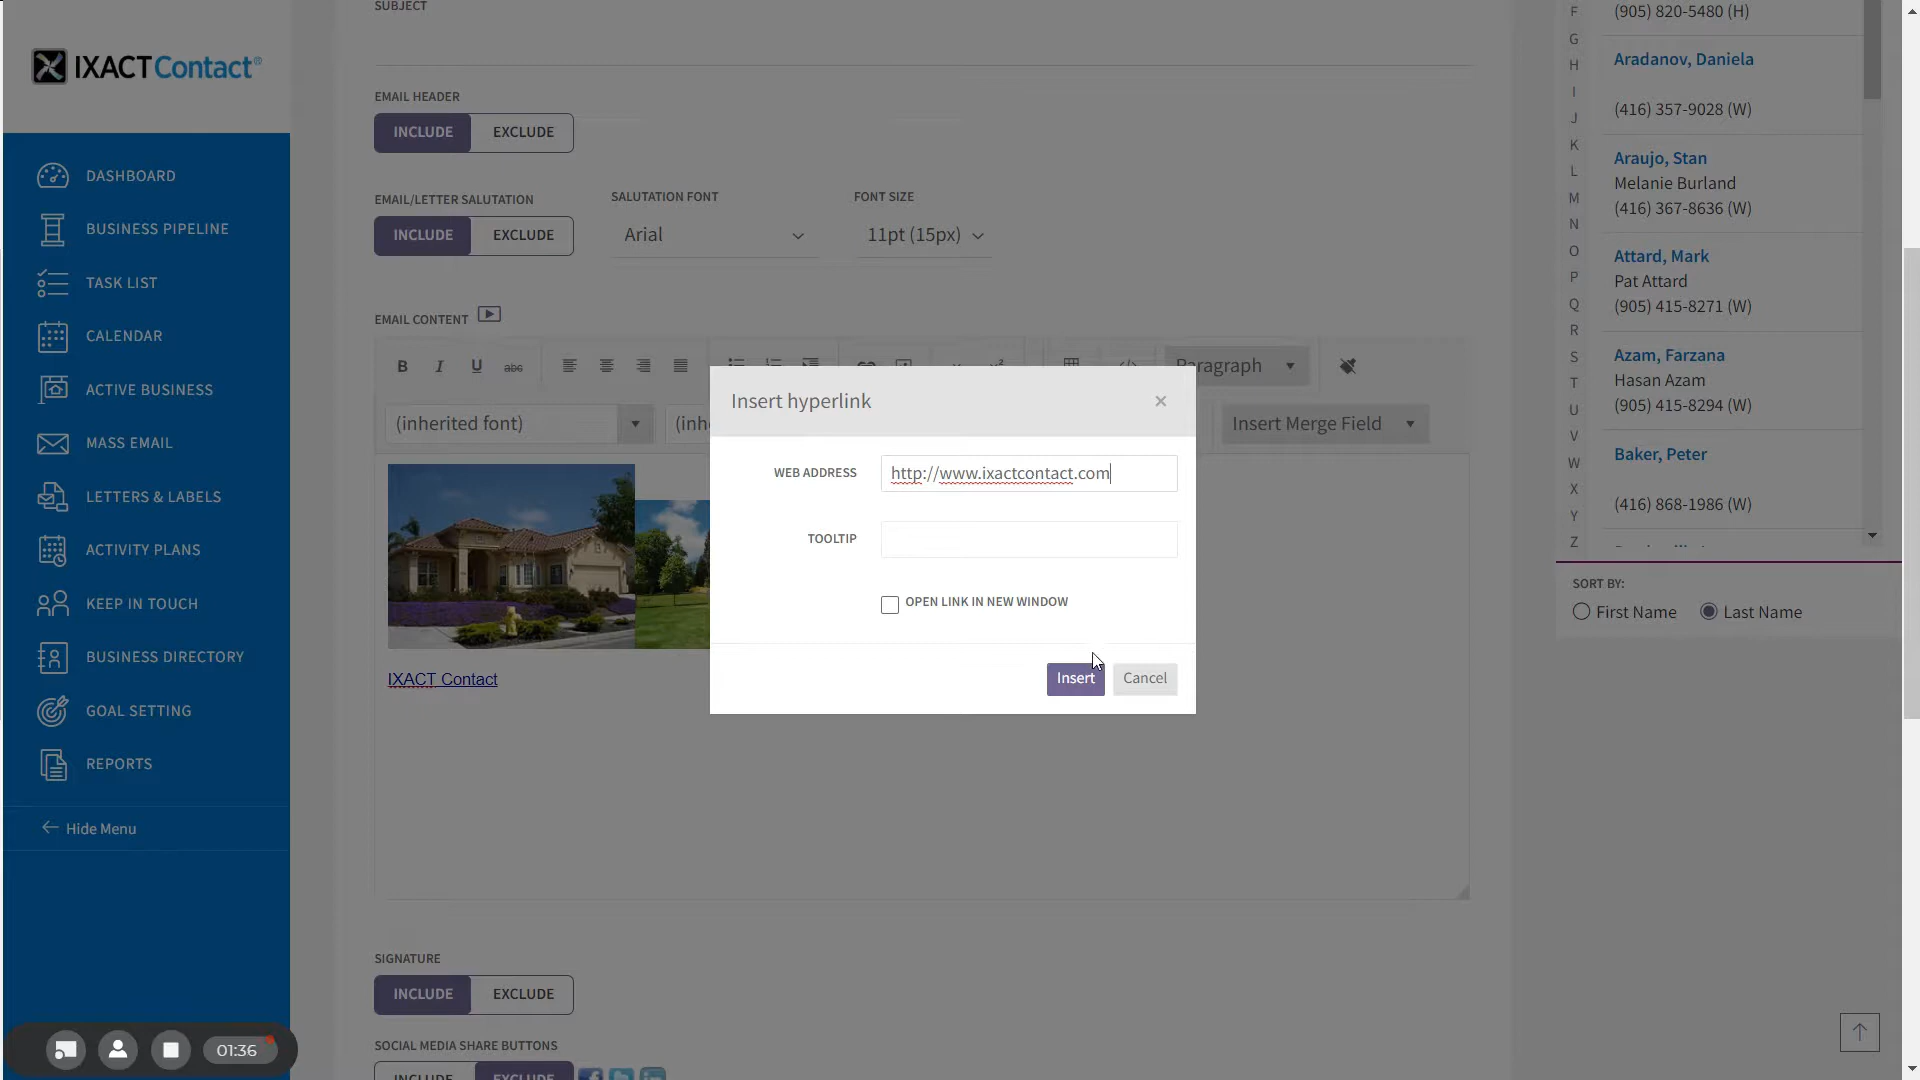 SUBJECT
IXACTContact®
EMAIL HEADER
INCLUDE EXCLUDE
DASHBOARD
BUSINESS PIPELINE
TASK LIST
CALENDAR
ACTIVE BUSINESS
MASS EMAIL
LETTERS & LABELS
ACTIVITY PLANS
KEEP IN TOUCH
BUSINESS DIRECTORY
GOAL SETTING
REPORTS
Hide Menu
01:36
EMAIL/LETTER SALUTATION SALUTATION FONT FONT SIZE
INCLUDE EXCLUDE Arial 11pt (15px)
EMAIL CONTENT
B I U abc Paragraph
(inherited font) (inh Insert Merge Field
IXACT Contact
Insert hyperlink ×
WEB ADDRESS http://www.ixactcontact.com
TOOLTIP
OPEN LINK IN NEW WINDOW
Insert Cancel
SIGNATURE
INCLUDE EXCLUDE
SOCIAL MEDIA SHARE BUTTONS
INCLUDE EXCLUDE
F
G
H
I
J
K
L
M
N
O
P
Q
R
S
T
U
V
W
X
Y
Z
(905) 820-5480 (H)
Aradanov, Daniela
(416) 357-9028 (W)
Araujo, Stan
Melanie Burland
(416) 367-8636 (W)
Attard, Mark
Pat Attard
(905) 415-8271 (W)
Azam, Farzana
Hasan Azam
(905) 415-8294 (W)
Baker, Peter
(416) 868-1986 (W)
SORT BY:
First Name Last Name